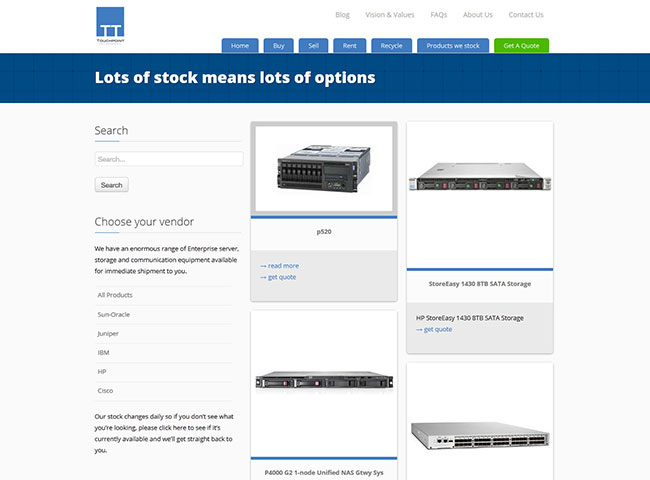 Blog Vision & Values FAQs About Us Contact Us
TT
TOUCHPOINT
Home Buy Sell Rent Recycle Products we stock Get A Quote
Lots of stock means lots of options
Search
Search...
Search
Choose your vendor
We have an enormous range of Enterprise server,
storage and communication equipment available
for immediate shipment to you.
All Products
Sun-Oracle
Juniper
IBM
HP
Cisco
Our stock changes daily so if you don't see what
you're looking, please click here to see if it's
currently available and we'll get straight back to
you.
p520
→ read more
→ get quote
P4000 G2 1-node Unified NAS Gtwy Sys
StoreEasy 1430 8TB SATA Storage
HP StoreEasy 1430 8TB SATA Storage
→ get quote